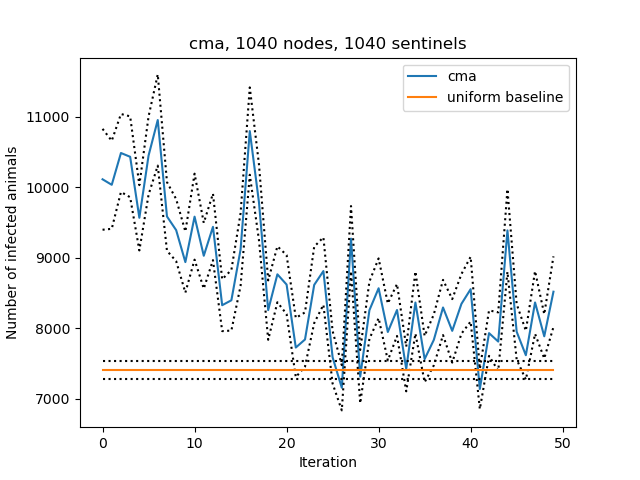 cma, 1040 nodes, 1040 sentinels
cma
uniform baseline
Number of infected animals
11000
10000
9000
8000
7000
0 10 20 30 40 50
Iteration